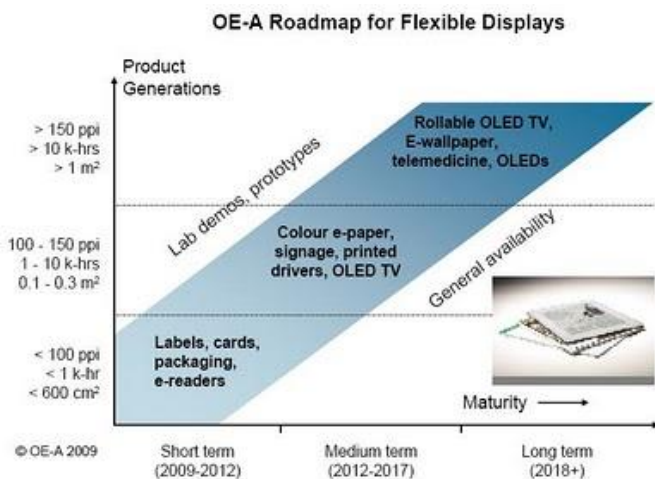 OE-A Roadmap for Flexible Displays
Product
Generations
> 150 ppi
> 10 k-hrs
> 1 m²
Lab demos, prototypes
Rollable OLED TV,
E-wallpaper,
telemedicine, OLEDs
100 - 150 ppi
1 - 10 k-hrs
0.1 - 0.3 m²
Colour e-paper,
signage, printed
drivers, OLED TV
General availability
< 100 ppi
< 1 k-hr
< 600 cm²
Labels, cards,
packaging,
e-readers
Maturity
© OE-A 2009
Short term
(2009-2012)
Medium term
(2012-2017)
Long term
(2018+)